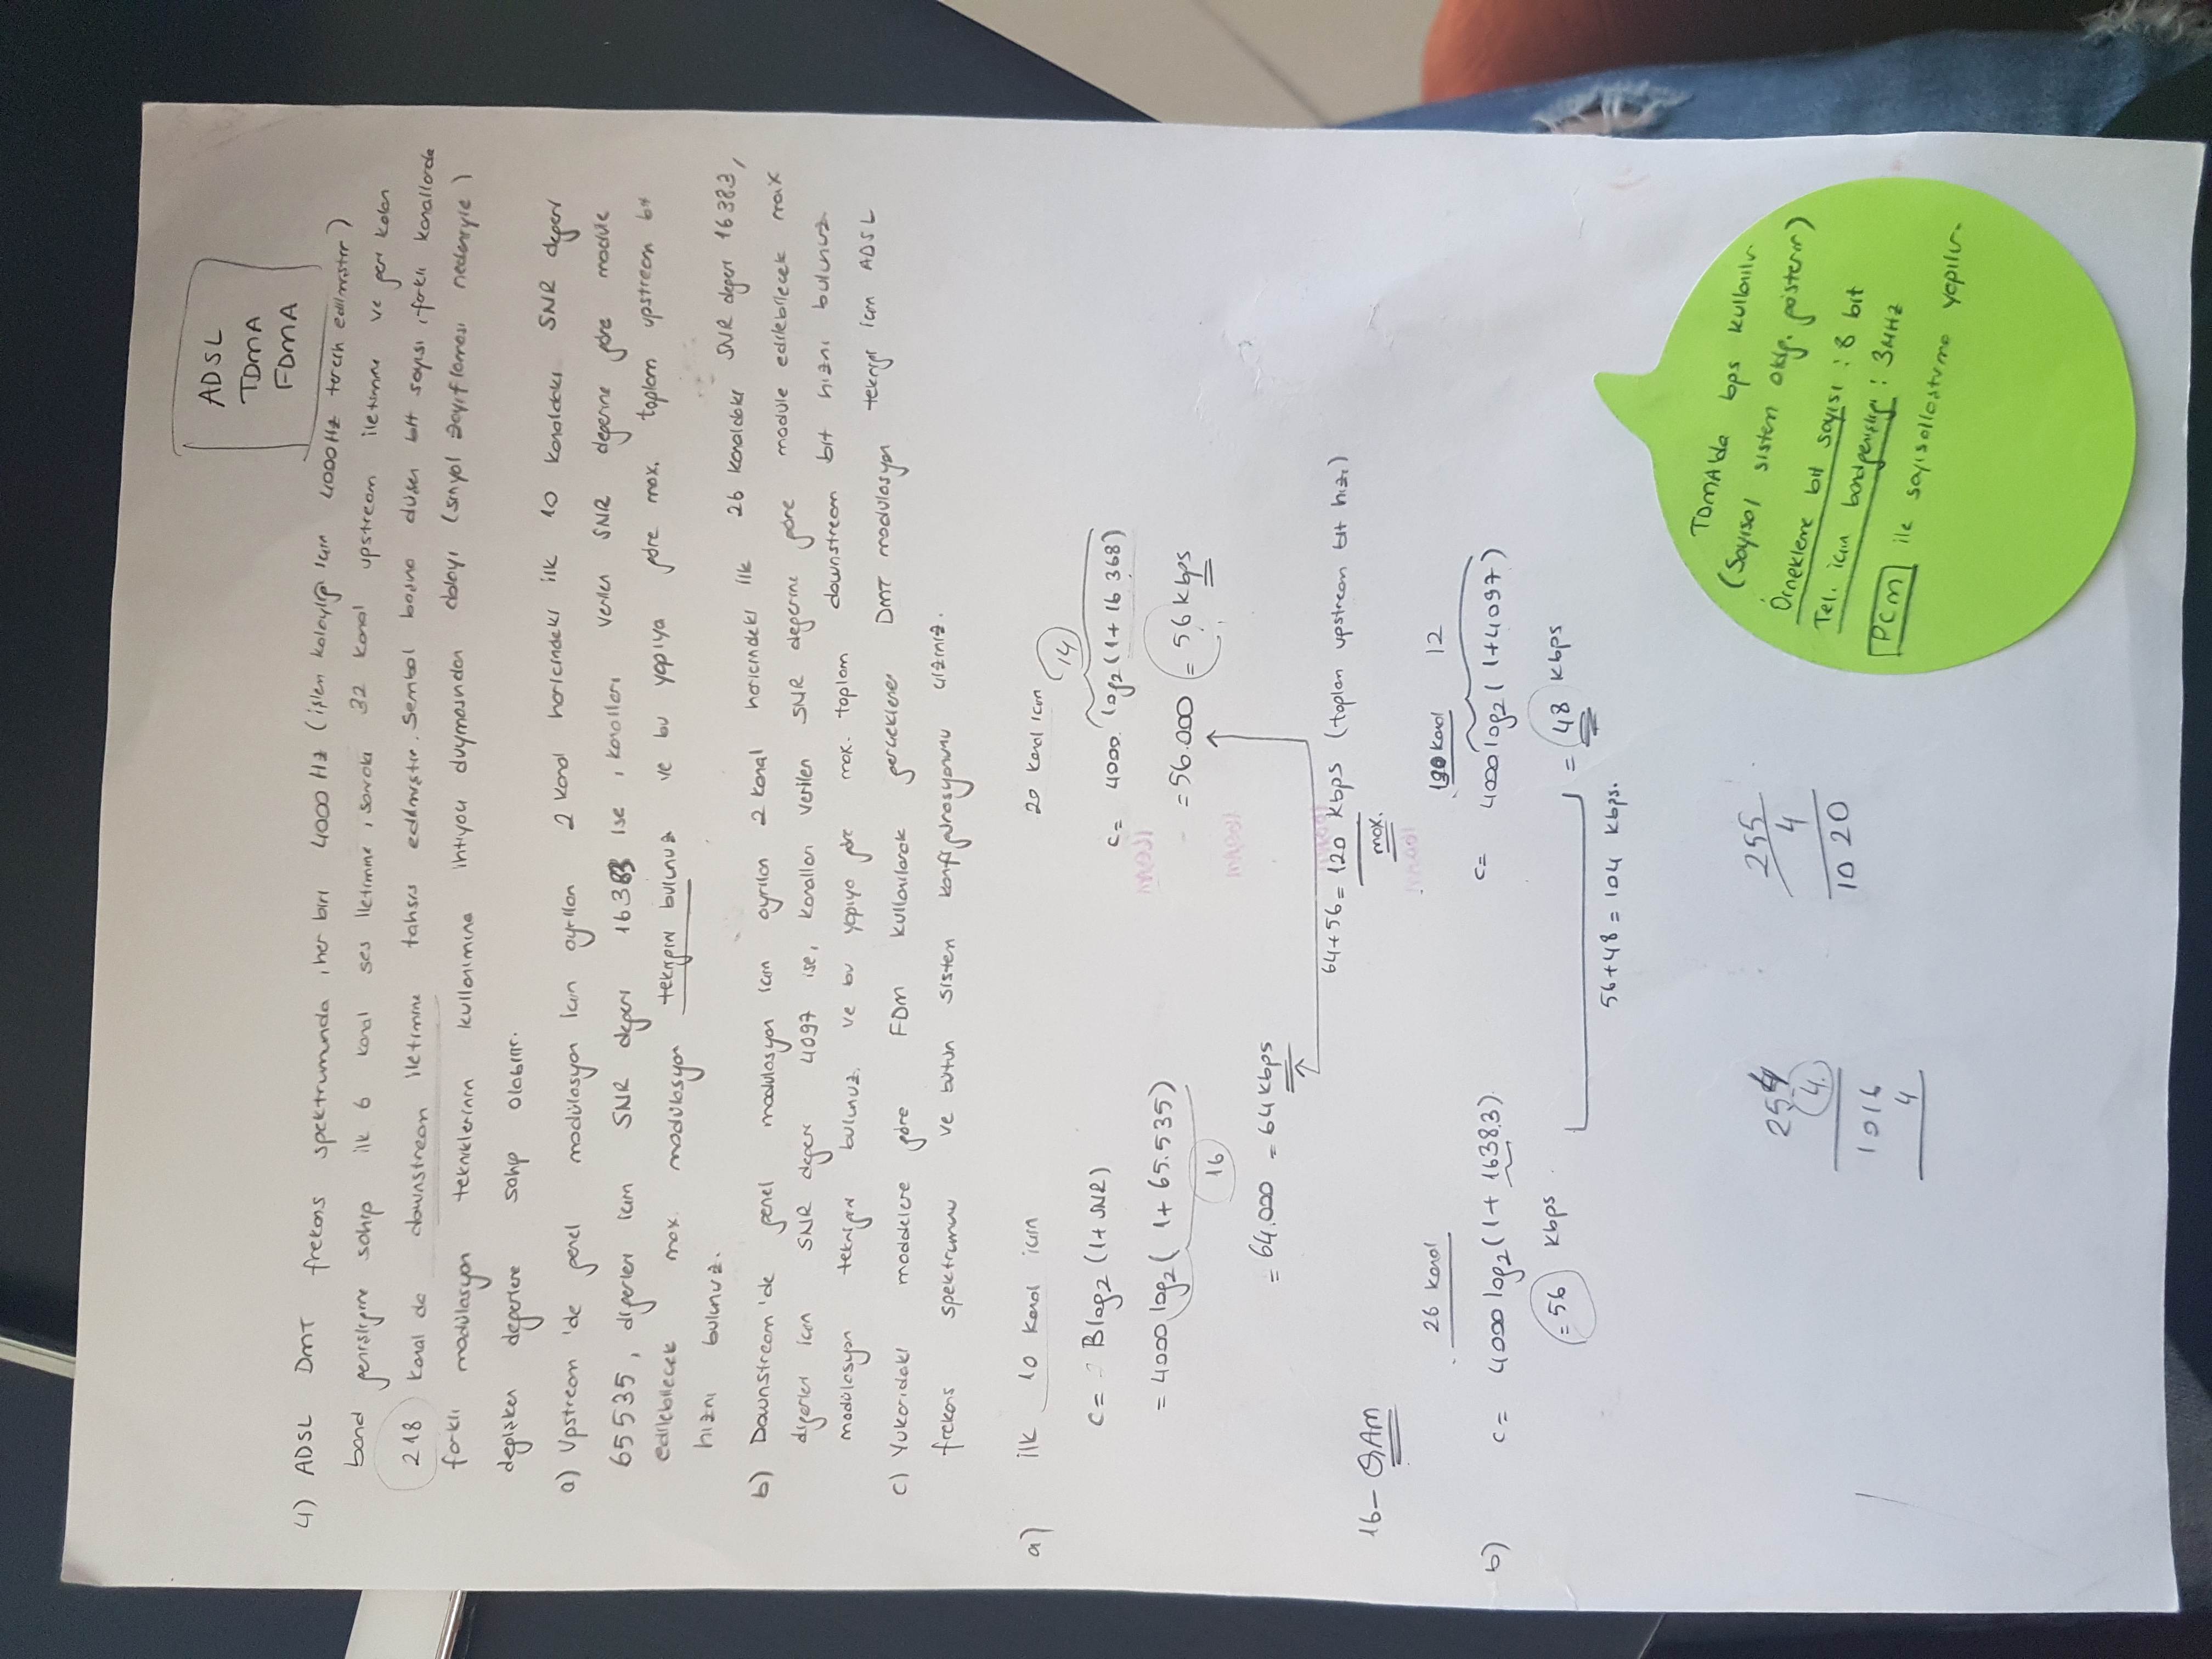 ADSL
TDMA
FDMA
4) ADSL DMT frekans spektrumunda, her biri 4000 Hz (işlem kolaylığı için 4000Hz tercih edilmiştir)
band genişliğine sahip ilk 6 kanal ses iletimine, sonraki 32 kanal upstream iletimine ve geri kalan
218 kanal da downstream iletimine tahsis edilmiştir. Sembol başına düşen bit sayısı, farklı kanallarda
farklı modülasyon tekniklerinin kullanımına ihtiyaç duymasından dolayı (sinyal zayıflaması nedeniyle)
değişken değerlere sahip olabilir.
a) Upstream'de genel modülasyon için ayrılan 2 kanal haricindeki ilk 10 kanaldaki SNR değeri
65535, diğerleri için SNR değeri 16383 ise, kanalları verilen SNR değerine göre modüle
edilebilecek max. modülasyon tekniğini bulunuz ve bu yapıya göre max. toplam upstream bit
hızını bulunuz.
b) Downstream'de genel modülasyon için ayrılan 2 kanal haricindeki ilk 26 kanaldaki SNR değeri 16383,
diğerleri için SNR değeri 4097 ise, kanalları verilen SNR değerine göre modüle edilebilecek max
modülasyon tekniğini bulunuz, ve bu yapıya göre max. toplam downstream bit hızını bulunuz
c) Yukarıdaki maddelere göre FDM kullanılarak gerçeklenen DMT modülasyon tekniği için ADSL
frekans spektrumunu ve bütün sistem konfigürasyonunu çiziniz.
a) ilk 10 kanal için
20 kanal için
14
C= Blog2 (1+SNR)
C= 4000. log2 (1+16 368)
= 4000 log2 ( 1+ 65.535)
= 56.000 = 56 kbps
16
= 64.000 = 64 kbps
64+56 = 120 kbps (toplam upstream bit hızı)
max.
16- QAM
26 kanal
190 kanal 12
b) C= 4000 log2 (1+ 16383)
C= 4000 log2 ( 1+4097)
= 56 kbps
= 48 kbps
56+48 = 104 kbps.
254
4.
1016
4
255
4
1020
TDMA'da bps kullanılır
(Sayısal sistem oldğ. gösterir)
Örnekleme bit sayısı : 8 bit
Tel. için bandgenişliği : 3MHZ
PCM ile sayısallaştırma yapılır.